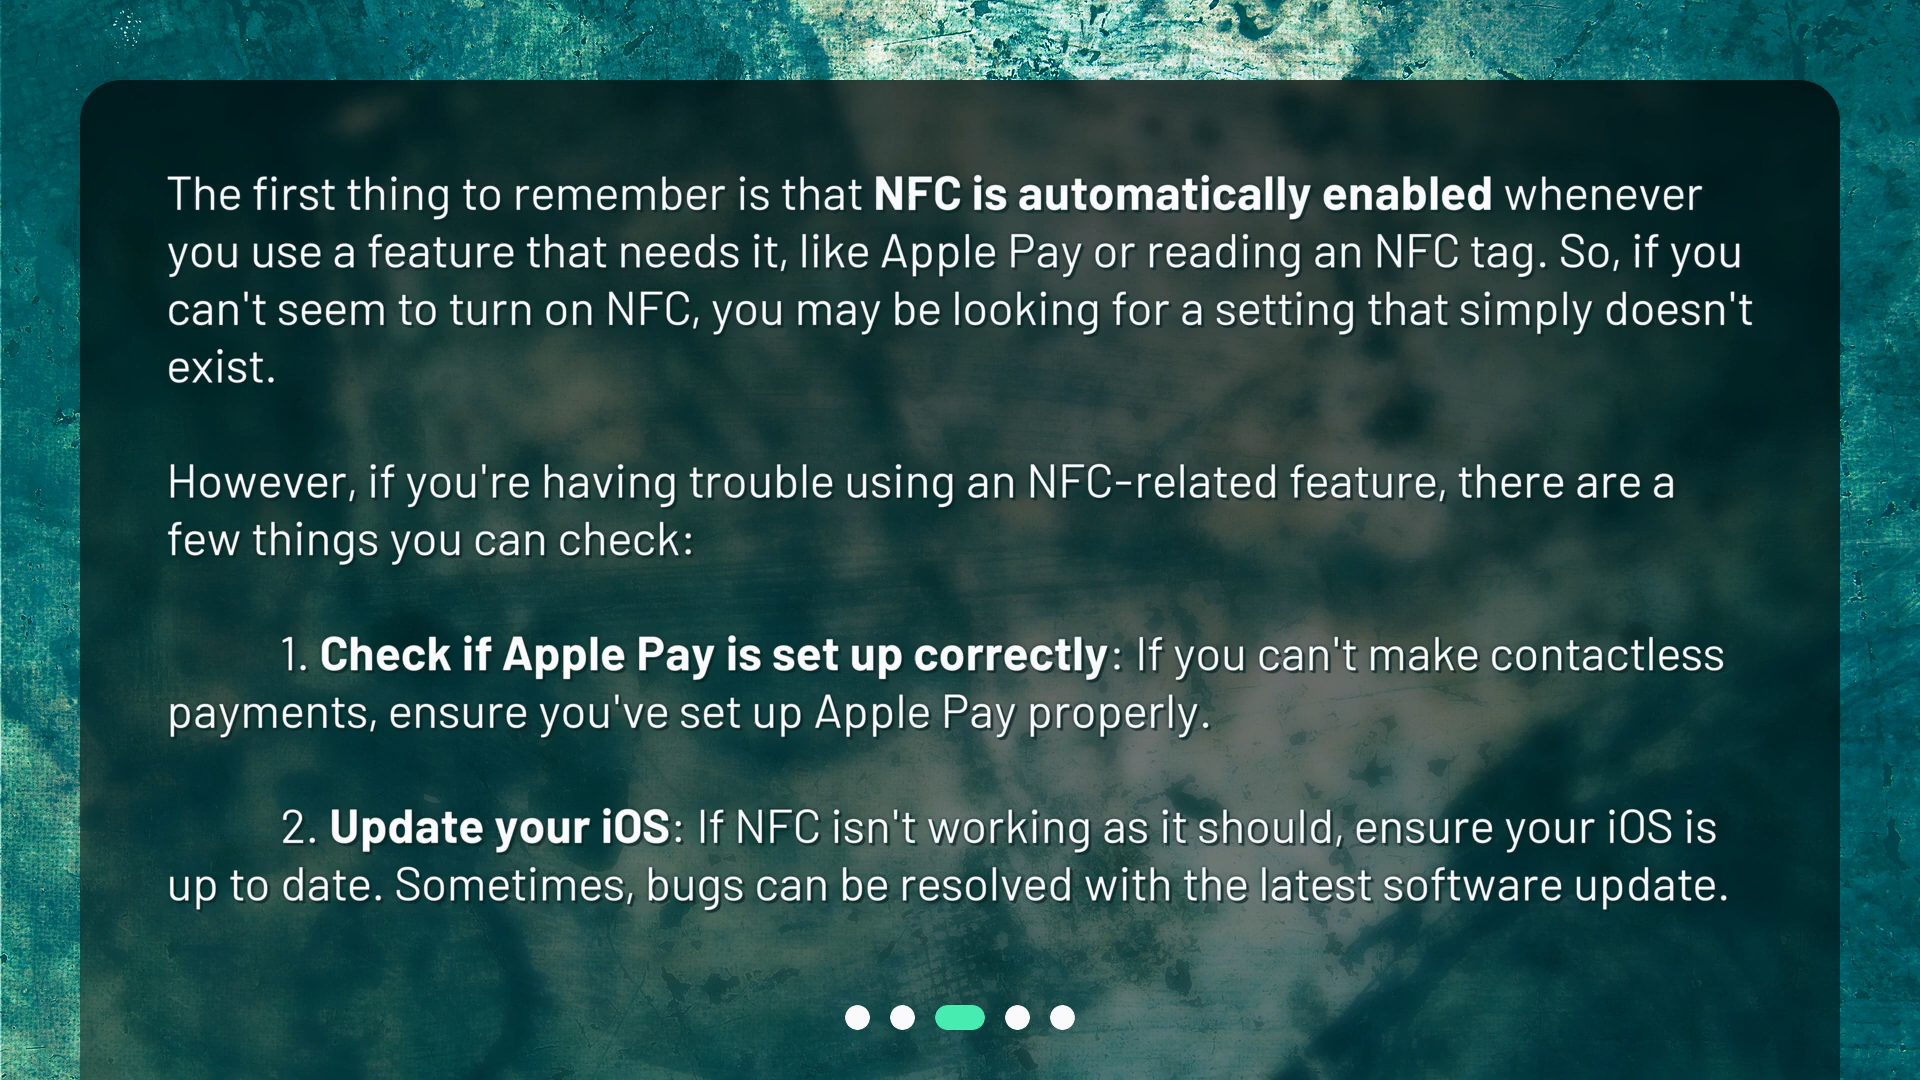 The first thing to remember is that NFC is automatically enabled whenever
you use a feature that needs it, like Apple Pay or reading an NFC tag. So, if you
can't seem to turn on NFC, you may be looking for a setting that simply doesn't
exist.
However, if you're having trouble using an NFC-related feature, there are a
few things you can check:
1. Check if Apple Pay is set up correctly: If you can't make contactless
payments, ensure you've set up Apple Pay properly.
2. Update your iOS: If NFC isn't working as it should, ensure your iOS is
up to date. Sometimes, bugs can be resolved with the latest software update.